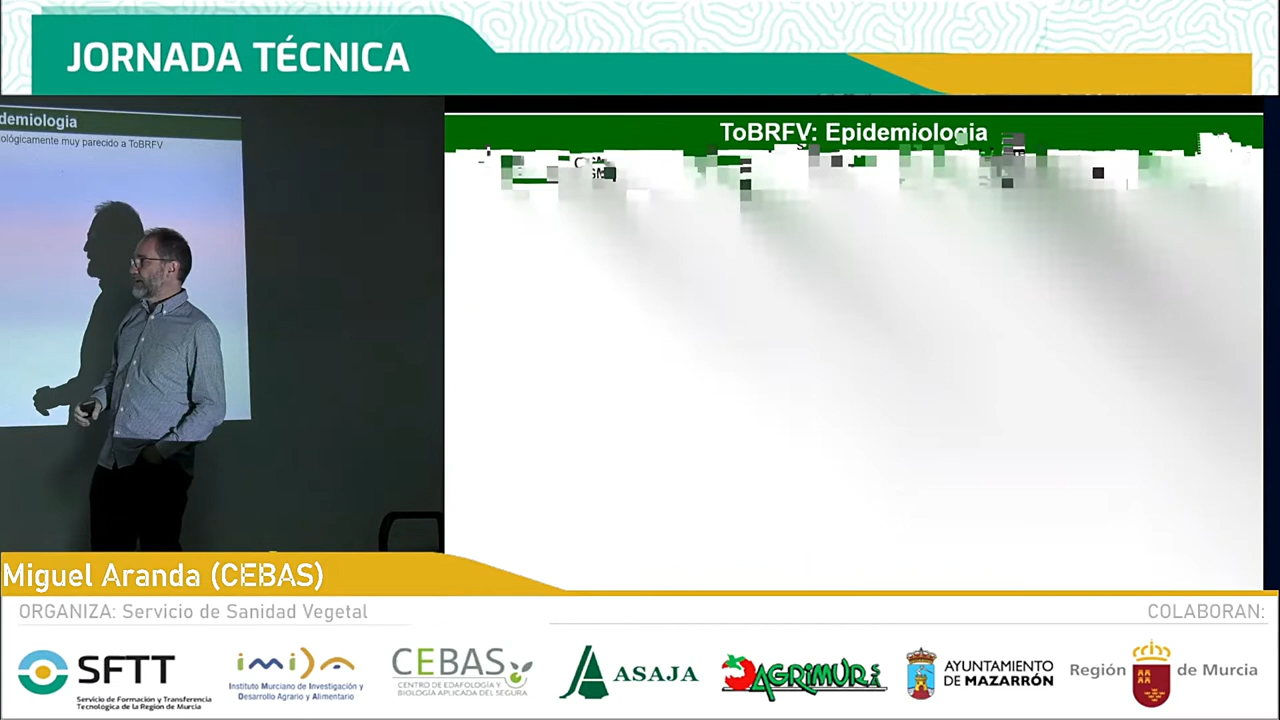 JORNADA TÉCNICA
demiologia
ológicamente muy parecido a ToBRFV
ToBRFV: Epidemiologia
Miguel Aranda (CEBAS)
ORGANIZA: Servicio de Sanidad Vegetal
COLABORAN:
SFTT
Servicio de Formación y Transferencia
Tecnológica de la Región de Murcia
imida
Instituto Murciano de Investigación y
Desarrollo Agrario y Alimentario
CEBAS
CENTRO DE EDAFOLOGÍA Y
BIOLOGÍA APLICADA DEL SEGURA
ASAJA
AGRIMUR
AYUNTAMIENTO
DE MAZARRÓN
Región de Murcia